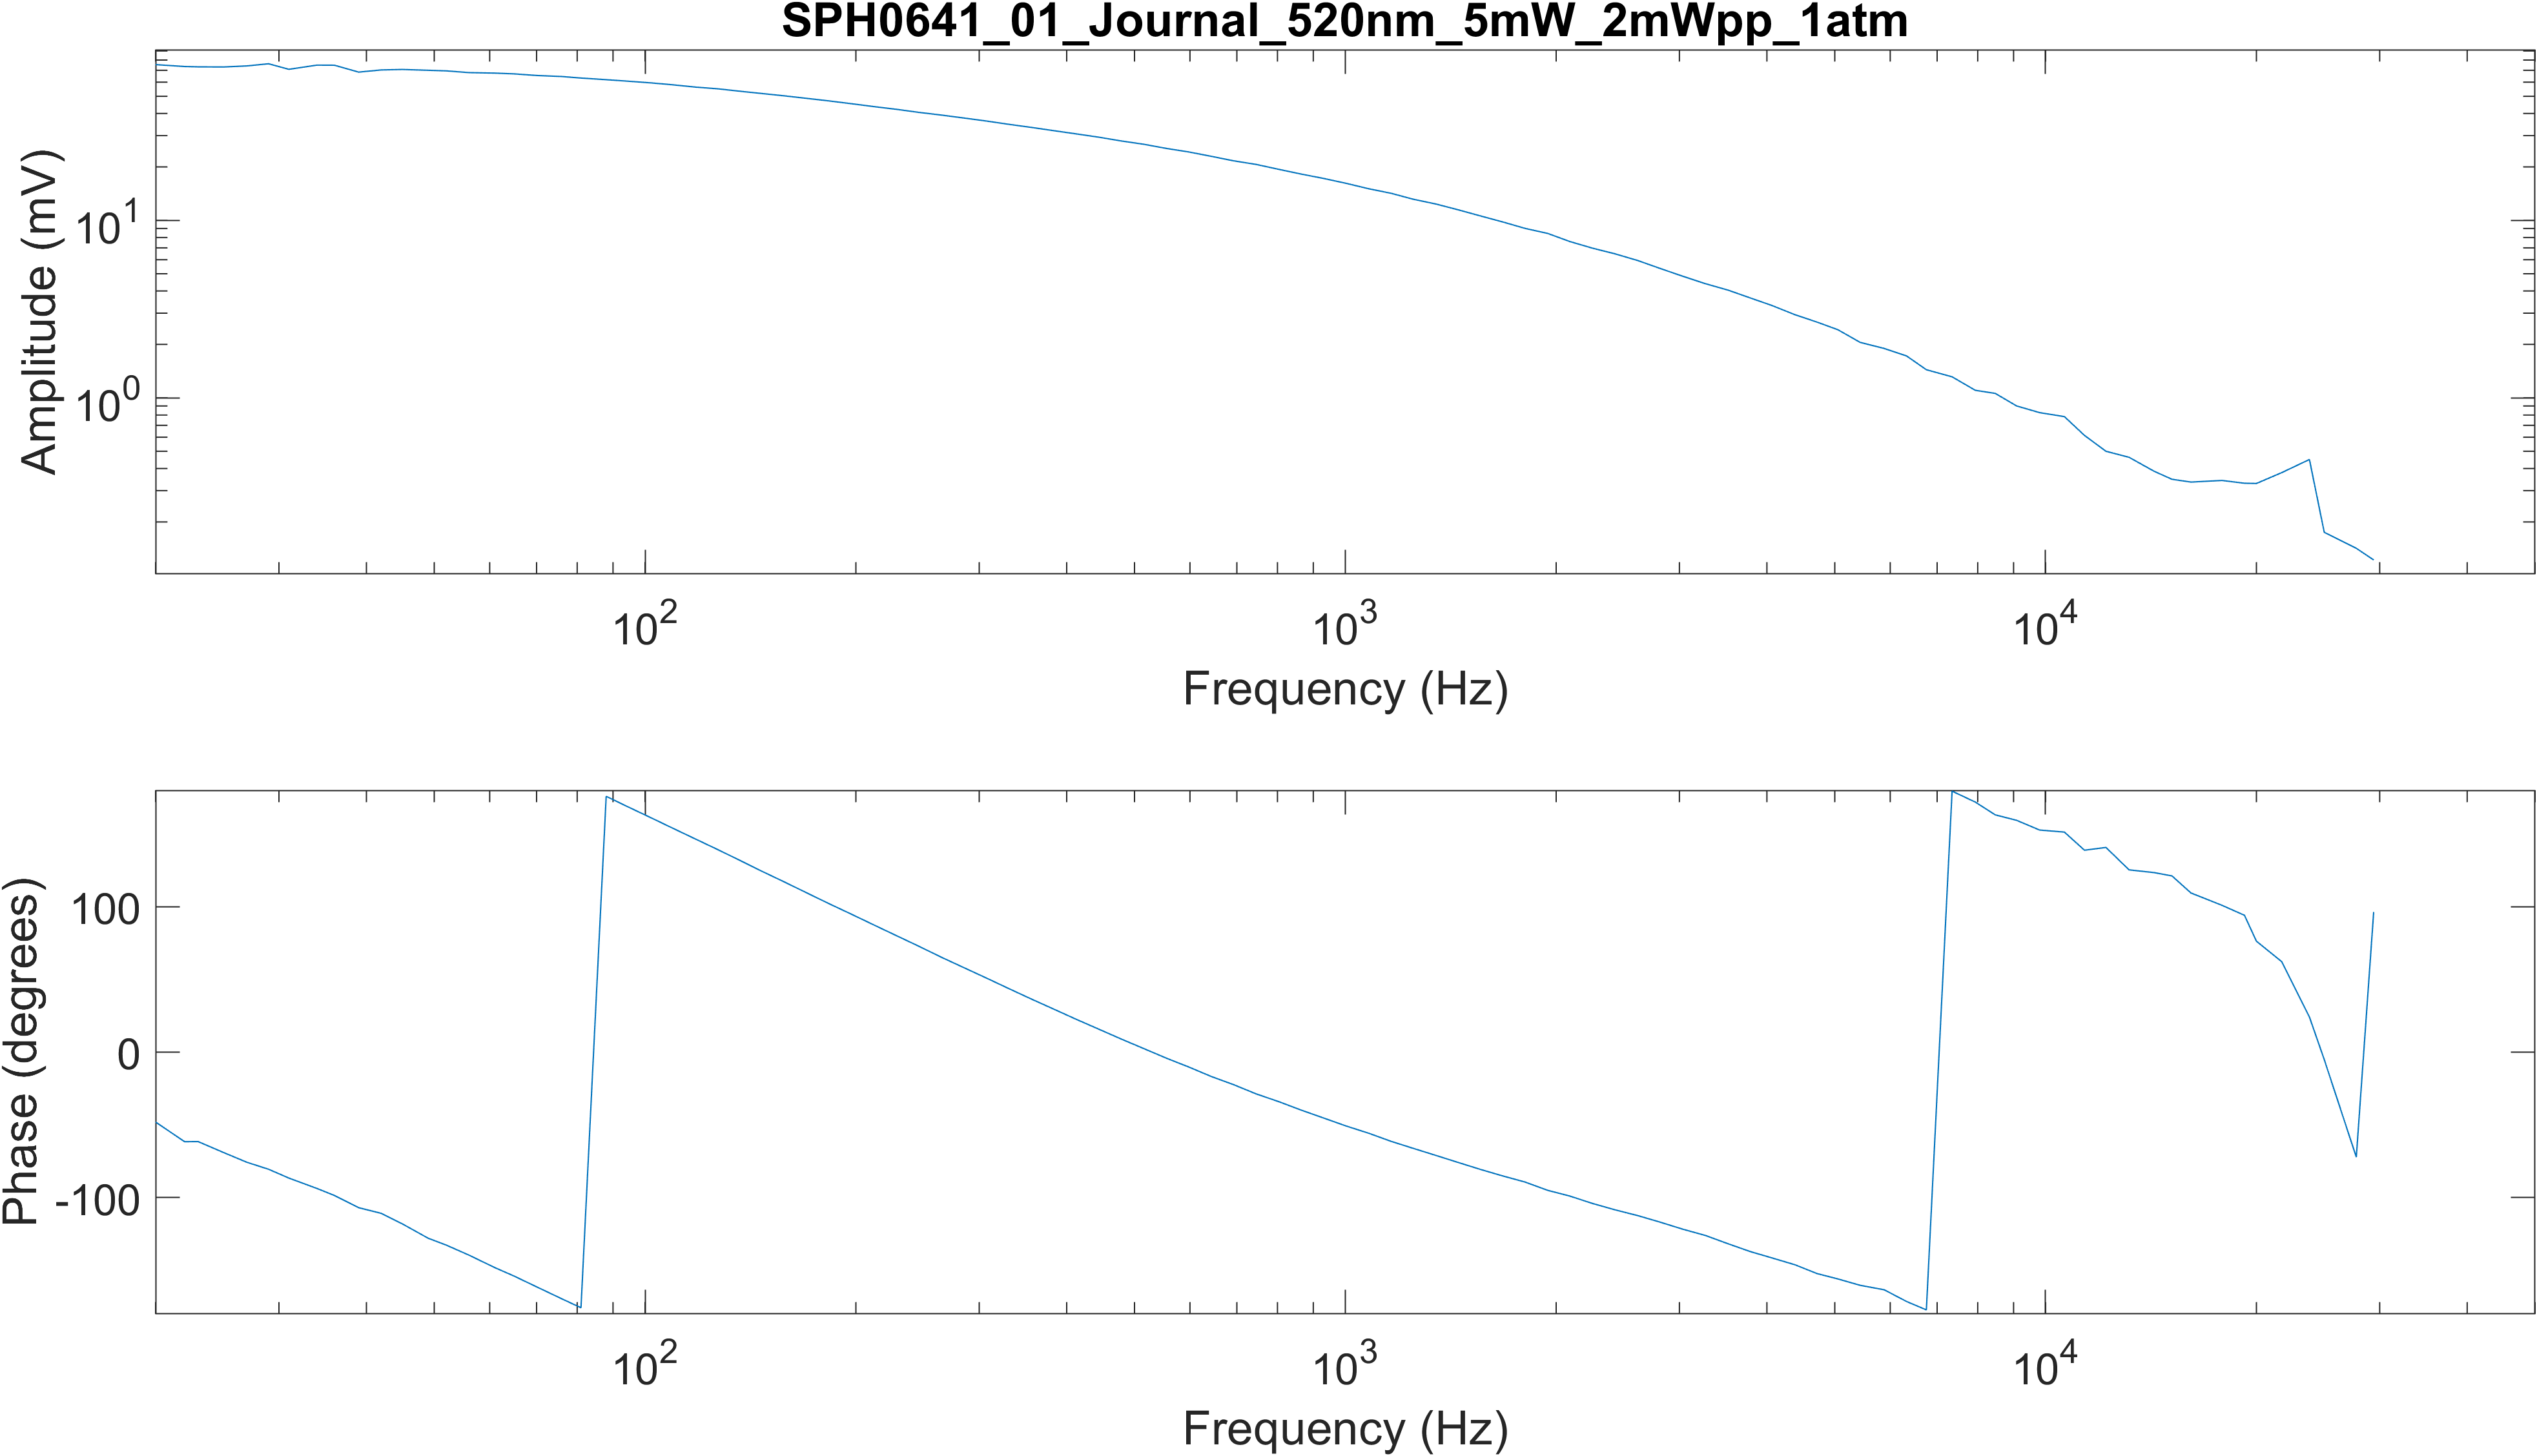 SPH0641_01_Journal_520nm_5mW_2mWpp_1atm
Amplitude (mV)
10^1
10^0
10^2
10^3
10^4
Frequency (Hz)
Phase (degrees)
100
0
-100
10^2
10^3
10^4
Frequency (Hz)